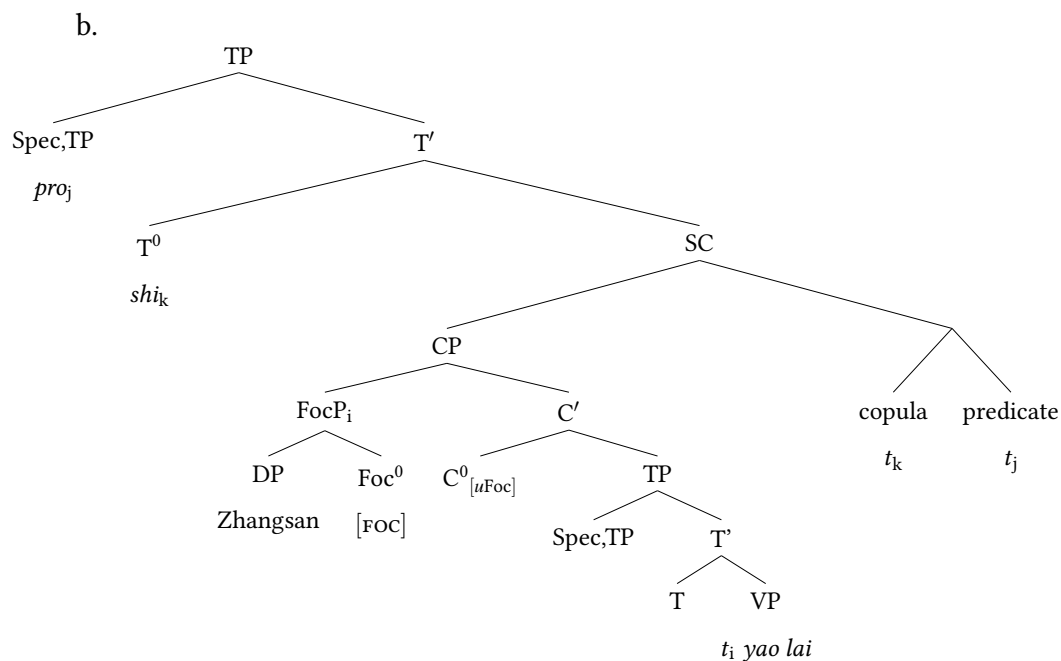 b.
TP
Spec,TP T′
proj
T⁰ SC
shiₖ
CP
FocPᵢ C′ copula predicate
tₖ tⱼ
DP Foc⁰ C⁰[uFoc] TP
Zhangsan [FOC]
Spec,TP T’
T VP
tᵢ yao lai